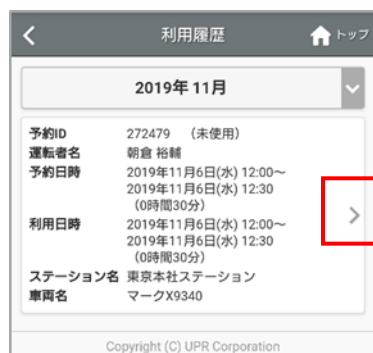 利用履歴 トップ
2019年 11月
予約ID 272479 （未使用）
運転者名 朝倉 裕輔
予約日時 2019年11月6日(水) 12:00～
2019年11月6日(水) 12:30
（0時間30分）
利用日時 2019年11月6日(水) 12:00～
2019年11月6日(水) 12:30
（0時間30分）
ステーション名 東京本社ステーション
車両名 マークX9340
Copyright (C) UPR Corporation